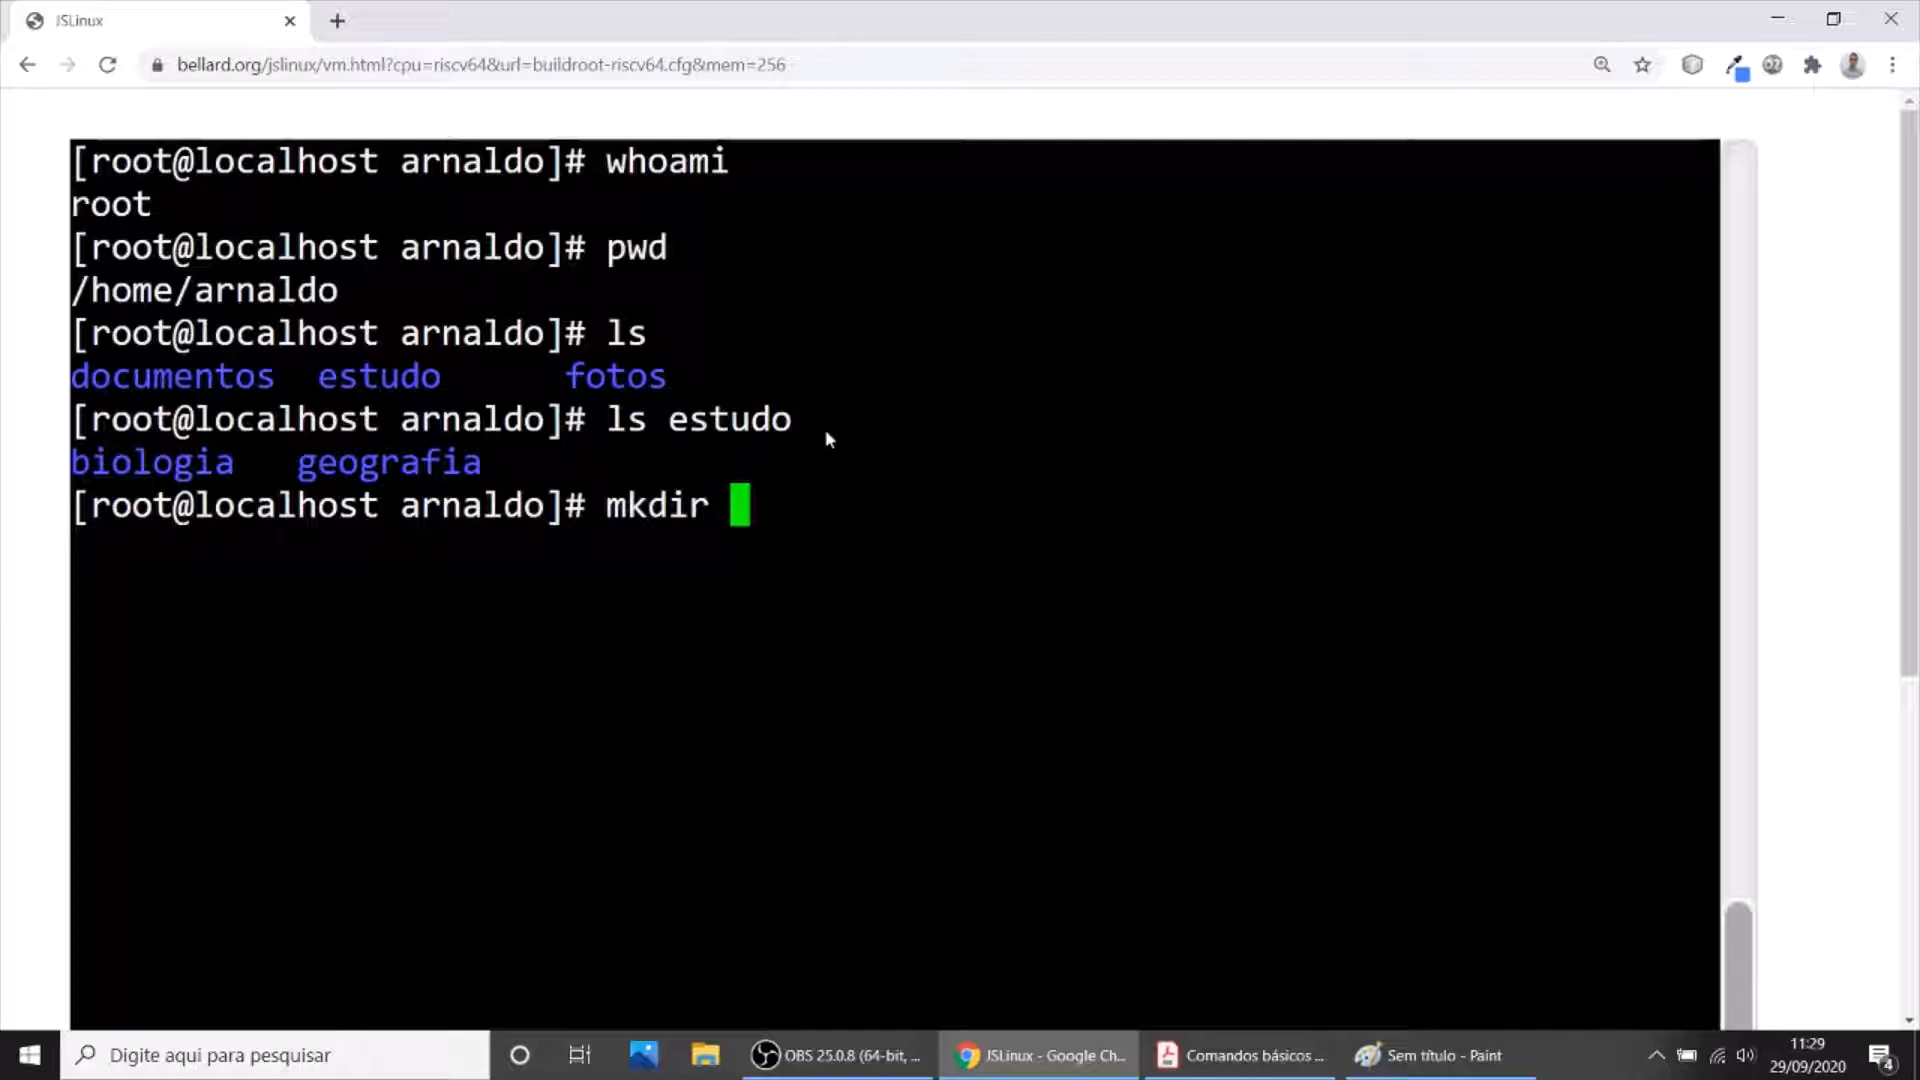 JSLinux
bellard.org/jslinux/vm.html?cpu=riscv64&url=buildroot-riscv64.cfg&mem=256
[root@localhost arnaldo]# whoami
root
[root@localhost arnaldo]# pwd
/home/arnaldo
[root@localhost arnaldo]# ls
documentos estudo fotos
[root@localhost arnaldo]# ls estudo
biologia geografia
[root@localhost arnaldo]# mkdir
Digite aqui para pesquisar
OBS 25.0.8 (64-bit, ...
JSLinux - Google Ch...
Comandos básicos ...
Sem título - Paint
11:29
29/09/2020
4